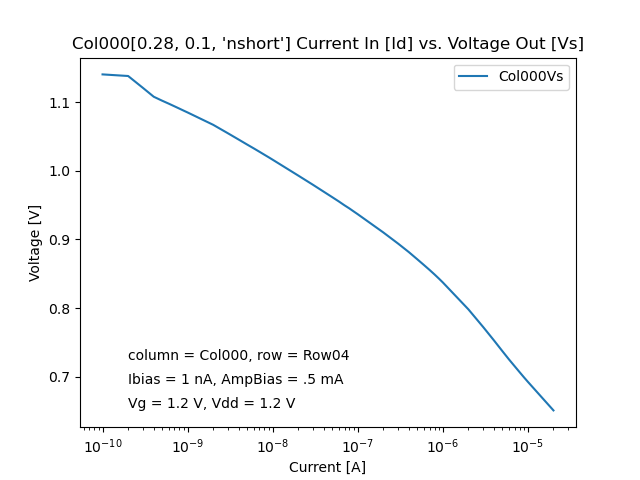 Col000[0.28, 0.1, 'nshort'] Current In [Id] vs. Voltage Out [Vs]
Col000Vs
1.1
1.0
0.9
0.8
0.7
Voltage [V]
column = Col000, row = Row04
Ibias = 1 nA, AmpBias = .5 mA
Vg = 1.2 V, Vdd = 1.2 V
10⁻¹⁰ 10⁻⁹ 10⁻⁸ 10⁻⁷ 10⁻⁶ 10⁻⁵
Current [A]